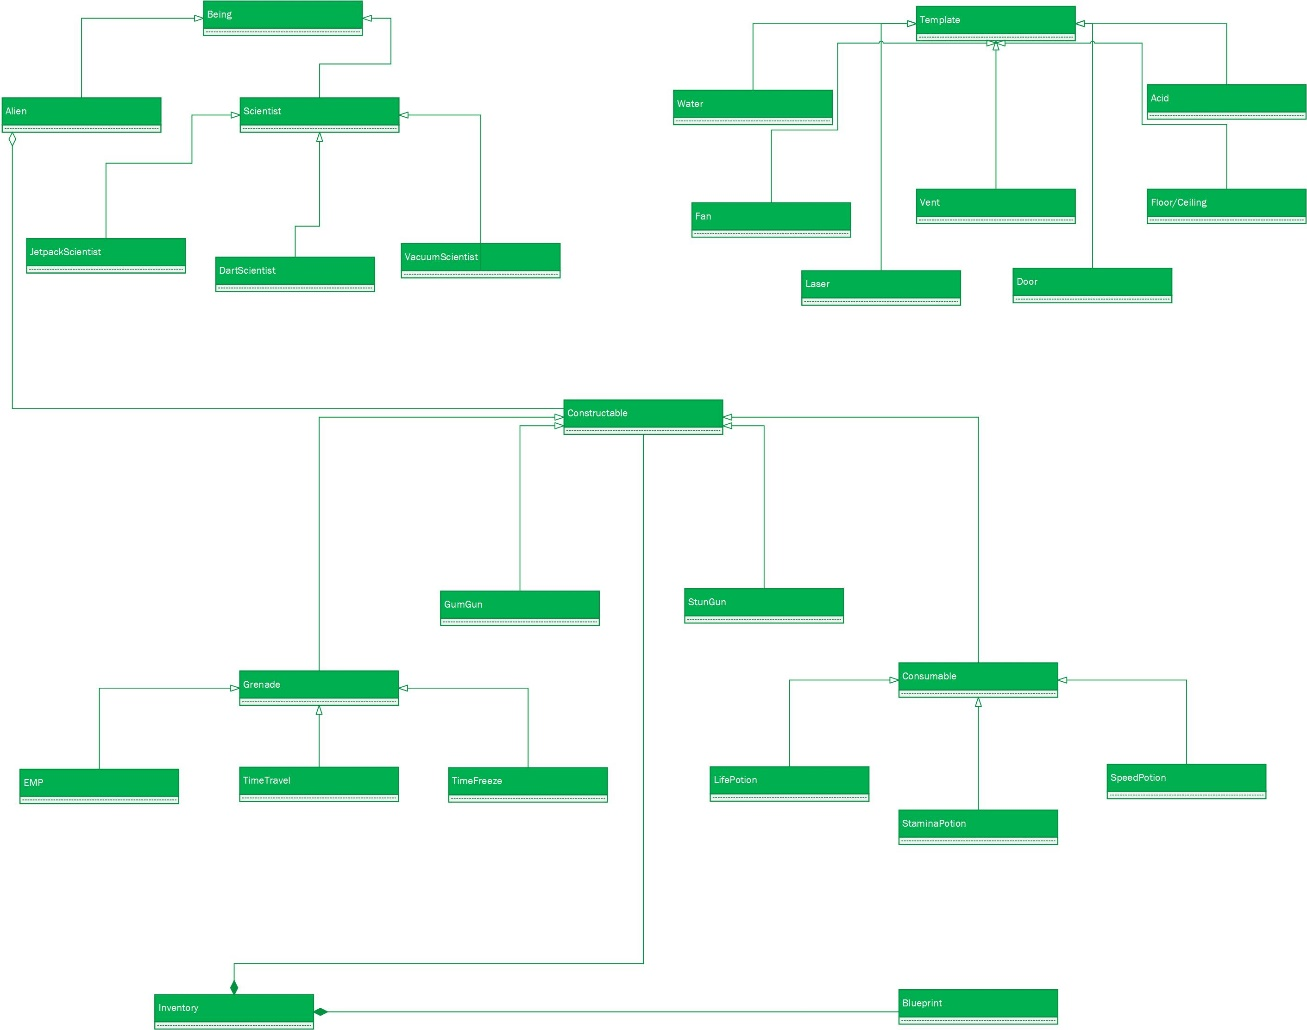 Being
Template
Alien
Scientist
Water
Acid
JetpackScientist
DartScientist
VacuumScientist
Fan
Vent
Floor/Ceiling
Laser
Door
Constructable
GumGun
StunGun
Grenade
Consumable
EMP
TimeTravel
TimeFreeze
LifePotion
SpeedPotion
StaminaPotion
Inventory
Blueprint